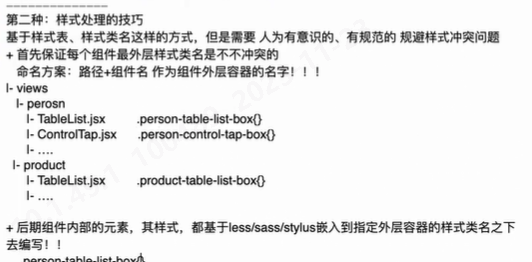 ---------------
第二种：样式处理的技巧
基于样式表、样式类名这样的方式，但是需要 人为有意识的、有规范的 规避样式冲突问题
+ 首先保证每个组件最外层样式类名是不不冲突的
命名方案：路径+组件名 作为组件外层容器的名字！！！
|- views
|- perosn
|- TableList.jsx .person-table-list-box{}
|- ControlTap.jsx .person-control-tap-box{}
|- ....
|- product
|- TableList.jsx .product-table-list-box{}
|- ....
+ 后期组件内部的元素，其样式，都基于less/sass/stylus嵌入到指定外层容器的样式类名之下
去编写！！
.person-table-list-box{}